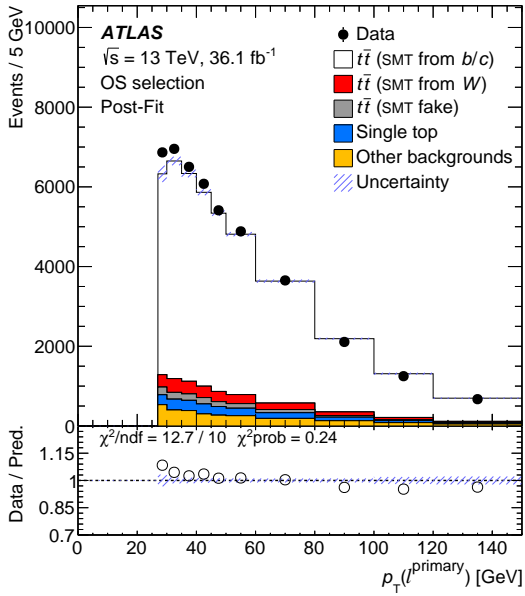 Events / 5 GeV
10000
8000
6000
4000
2000
0
ATLAS
√s = 13 TeV, 36.1 fb⁻¹
OS selection
Post-Fit
Data
tt̄ (SMT from b/c)
tt̄ (SMT from W)
tt̄ (SMT fake)
Single top
Other backgrounds
Uncertainty
χ²/ndf = 12.7 / 10 χ²prob = 0.24
Data / Pred.
1.15
1
0.85
0.7
0 20 40 60 80 100 120 140
p_T(l^primary) [GeV]